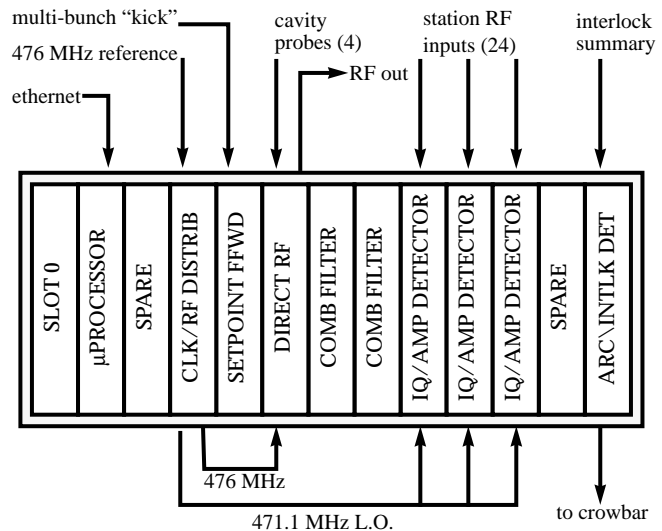 multi-bunch “kick”
476 MHz reference
ethernet
cavity
probes (4)
RF out
station RF
inputs (24)
interlock
summary
SLOT 0
µPROCESSOR
SPARE
CLK/RF DISTRIB
SETPOINT FFWD
DIRECT RF
COMB FILTER
COMB FILTER
IQ/AMP DETECTOR
IQ/AMP DETECTOR
IQ/AMP DETECTOR
SPARE
ARC\INTLK DET
476 MHz
471.1 MHz L.O.
to crowbar